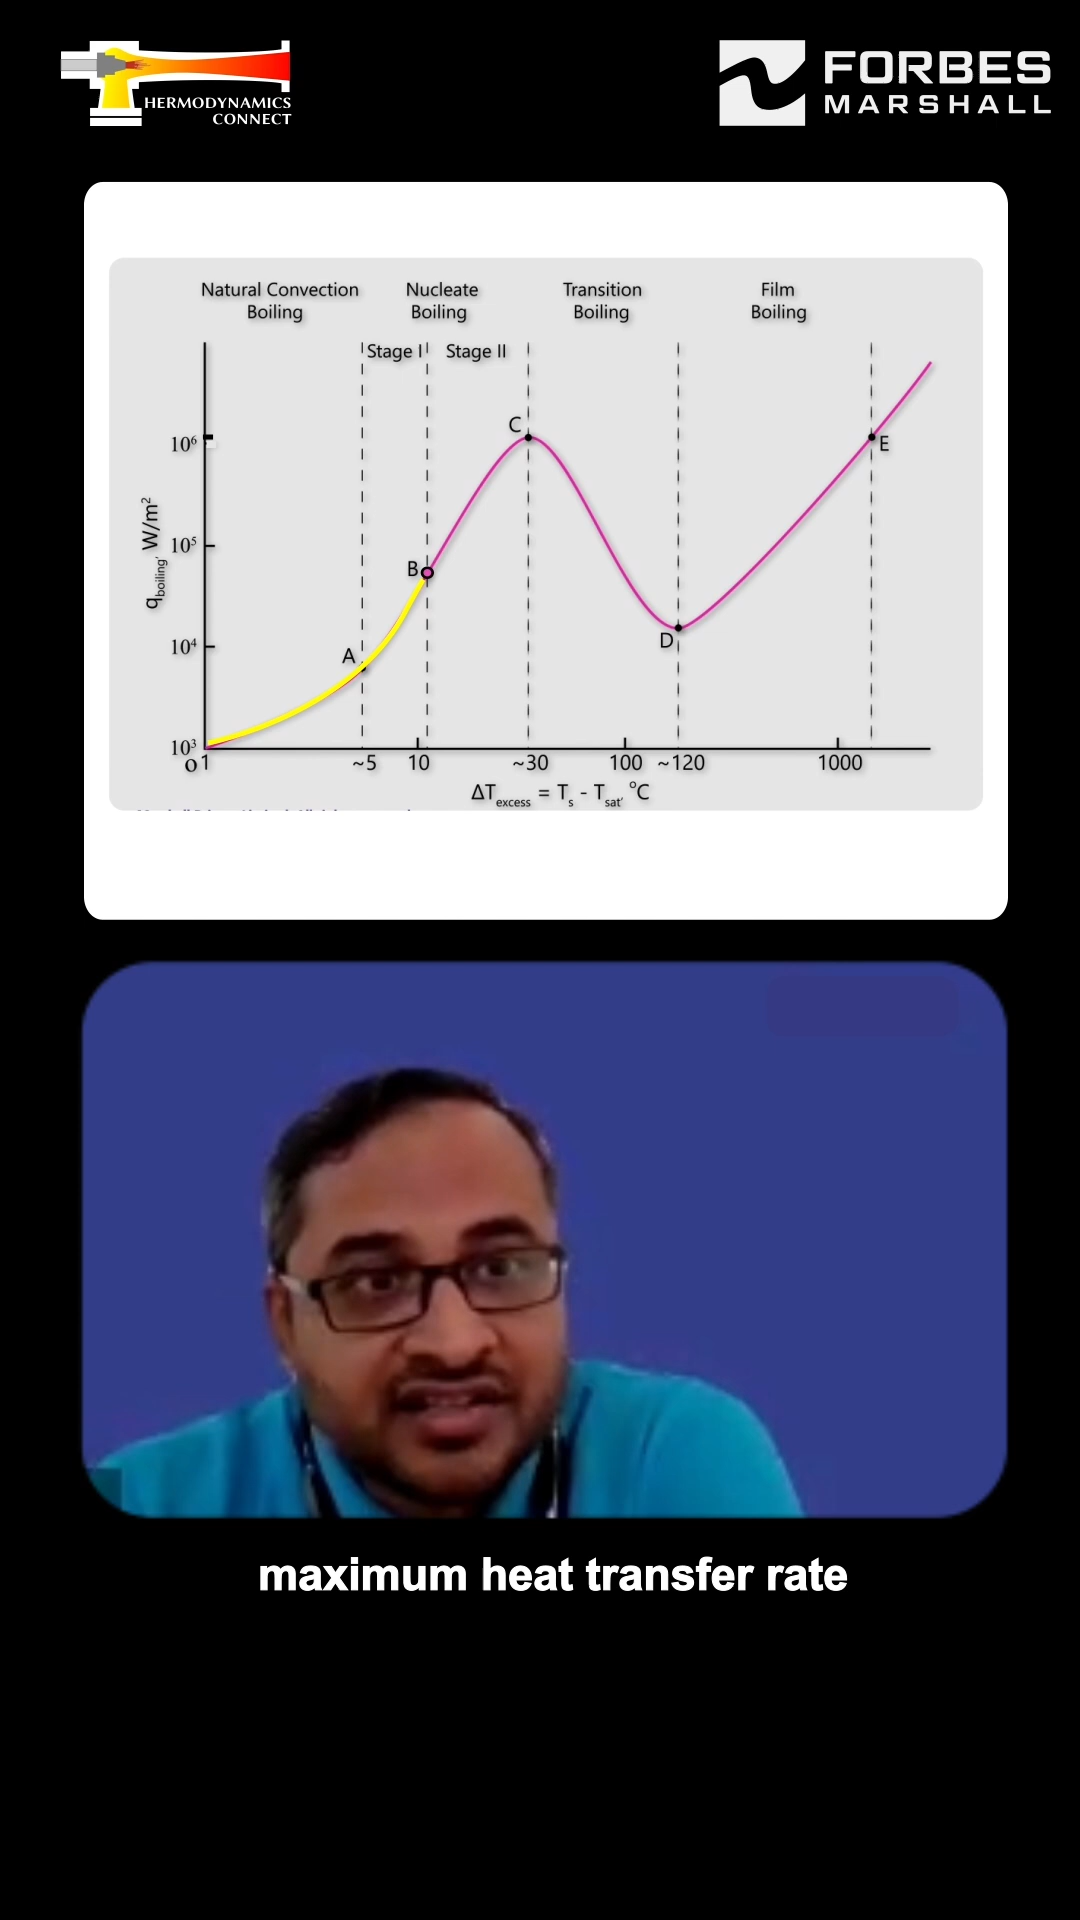 HERMODYNAMICS
CONNECT
FORBES
MARSHALL
Natural Convection
Boiling
Nucleate
Boiling
Transition
Boiling
Film
Boiling
Stage I
Stage II
C
10⁶
E
q boiling, W/m²
10⁵
B
10⁴
A
D
10³
0 1
~5
10
~30
100
~120
1000
ΔTexcess = Ts - Tsat, °C
maximum heat transfer rate